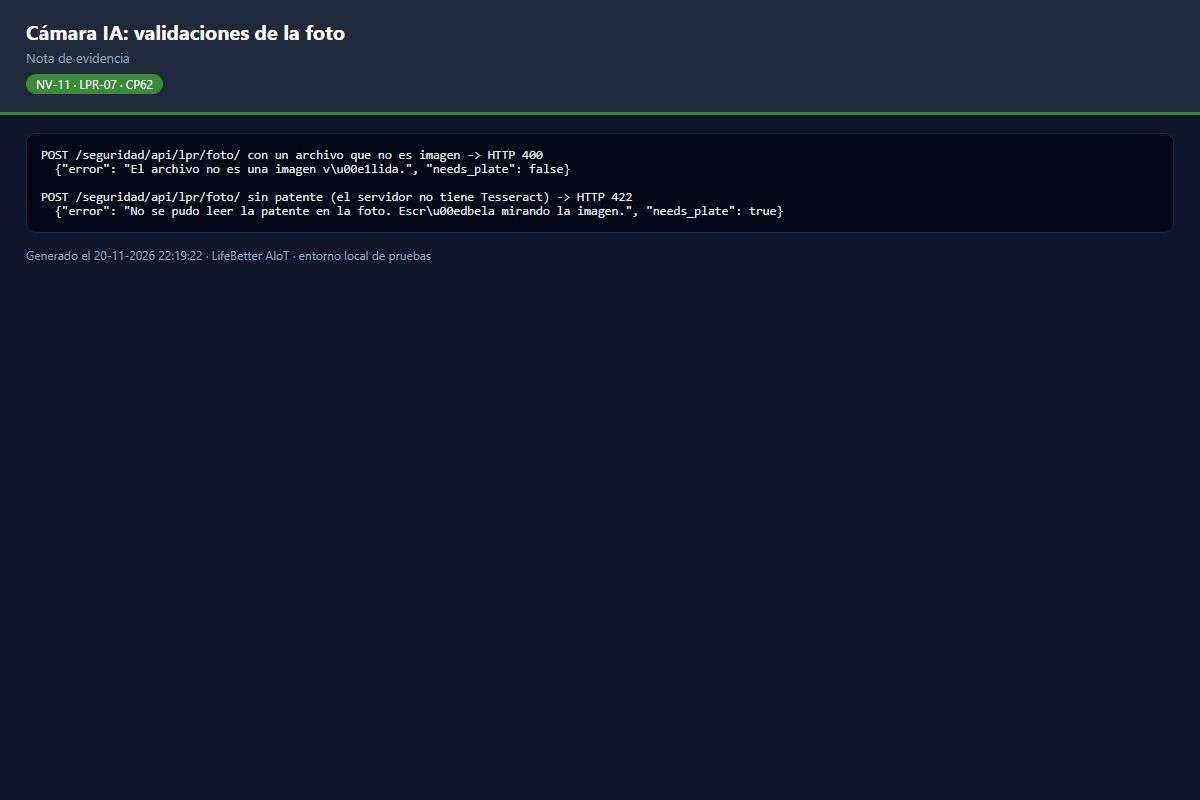 Cámara IA: validaciones de la foto
Nota de evidencia
NV-11 · LPR-07 · CP62
POST /seguridad/api/lpr/foto/ con un archivo que no es imagen -> HTTP 400
{"error": "El archivo no es una imagen v\u00e1lida.", "needs_plate": false}
POST /seguridad/api/lpr/foto/ sin patente (el servidor no tiene Tesseract) -> HTTP 422
{"error": "No se pudo leer la patente en la foto. Escr\u00edbela mirando la imagen.", "needs_plate": true}
Generado el 20-11-2026 22:19:22 · LifeBetter AIoT · entorno local de pruebas